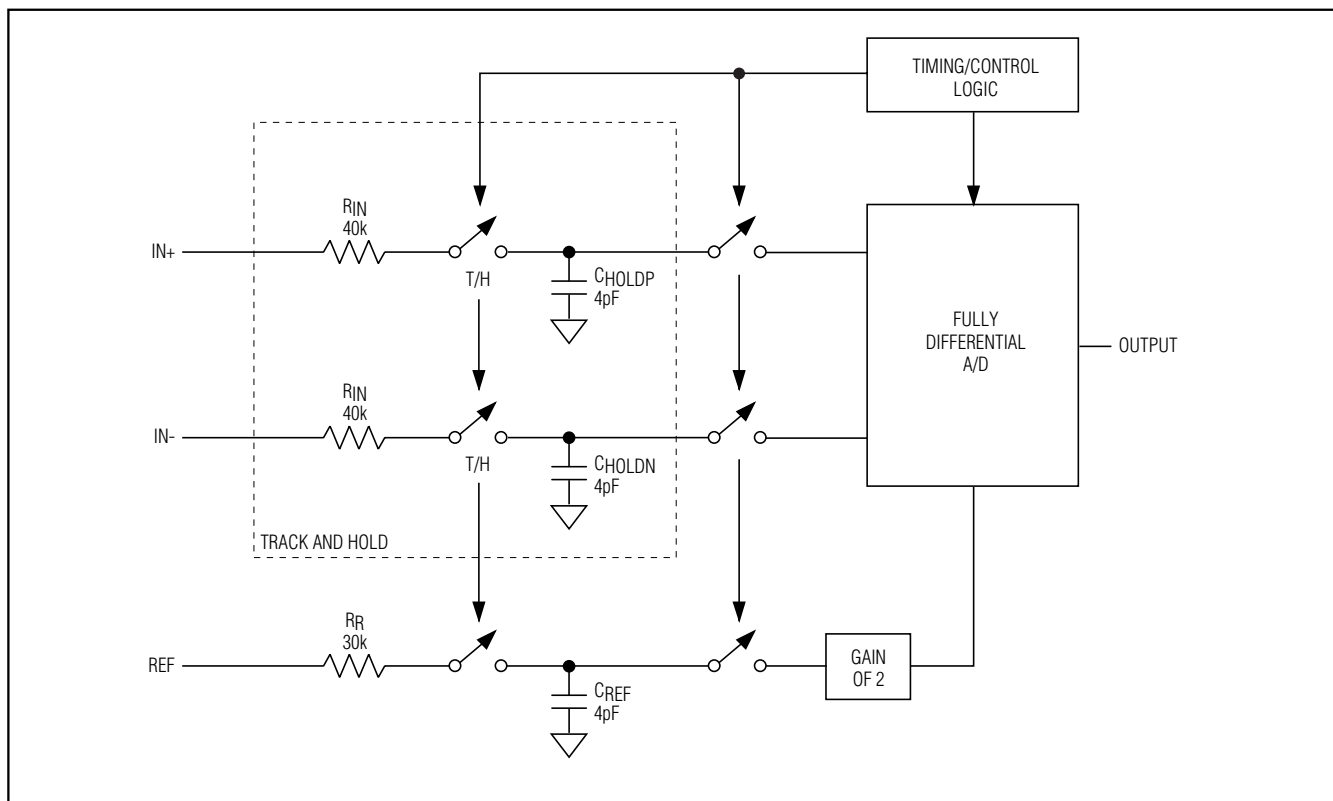 TIMING/CONTROL
LOGIC
RIN
40k
IN+
T/H
CHOLDP
4pF
FULLY
DIFFERENTIAL
A/D
OUTPUT
RIN
40k
IN-
T/H
CHOLDN
4pF
TRACK AND HOLD
RR
30k
REF
CREF
4pF
GAIN
OF 2